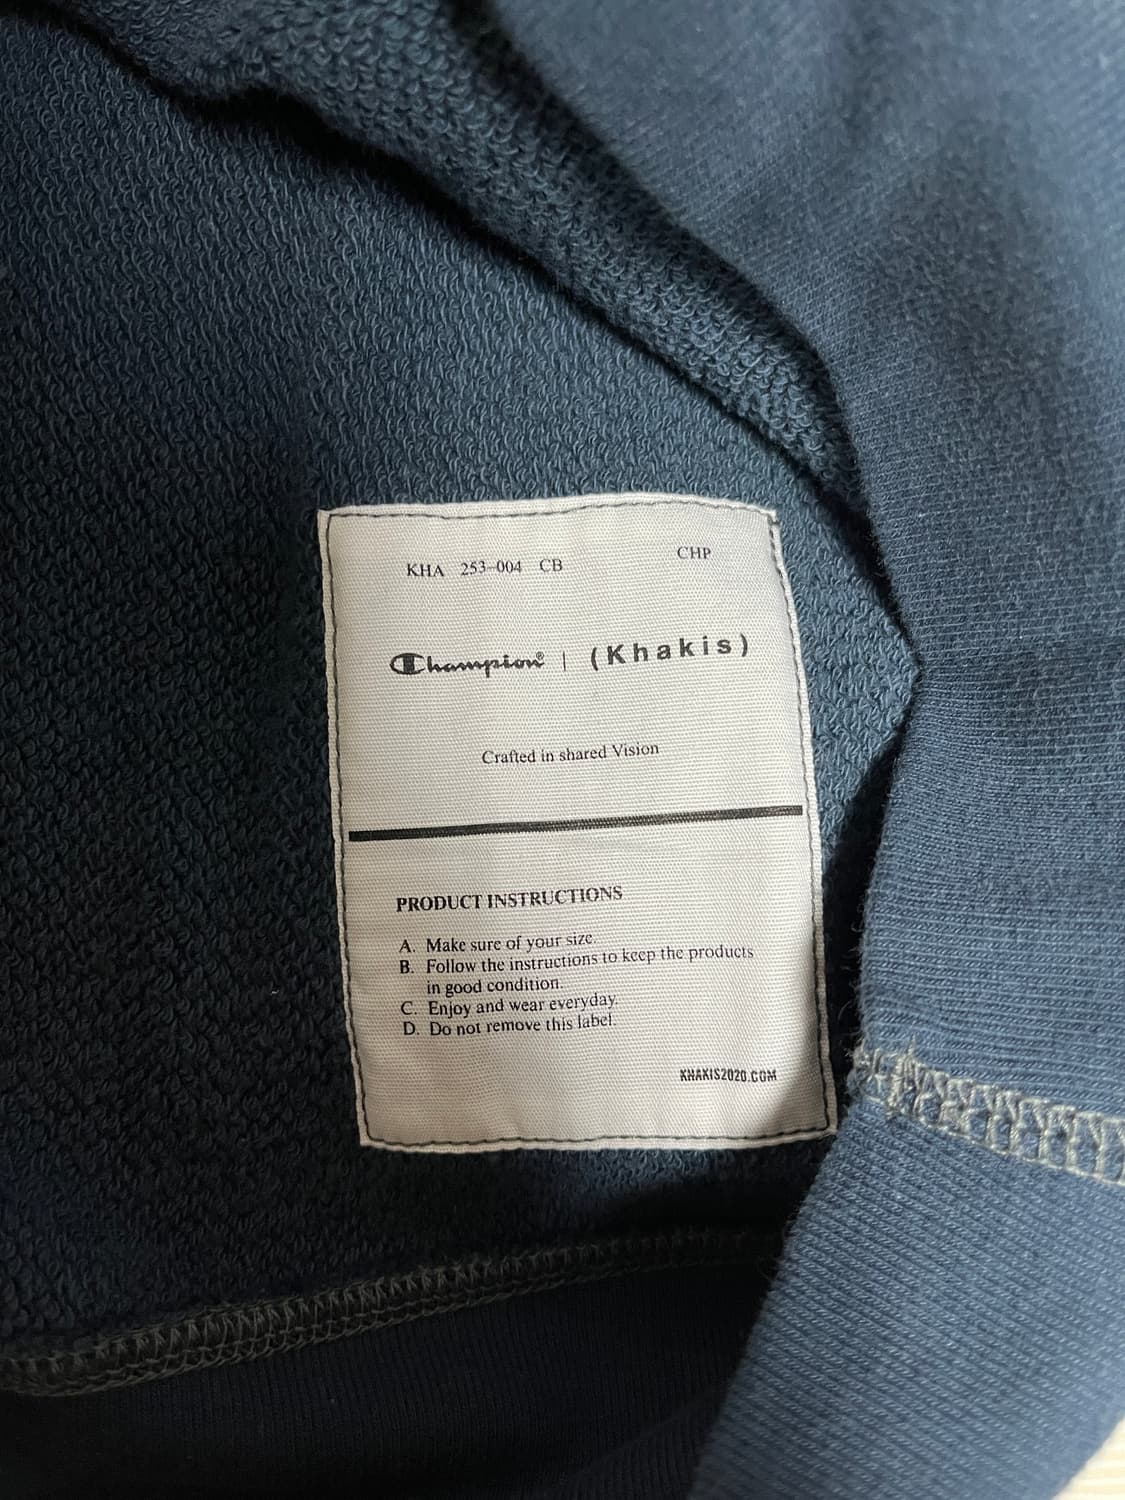 KHA 253-004 CB CHP
Champion® | (Khakis)
Crafted in shared Vision
PRODUCT INSTRUCTIONS
A. Make sure of your size.
B. Follow the instructions to keep the products
in good condition.
C. Enjoy and wear everyday.
D. Do not remove this label.
KHAKIS2020.COM